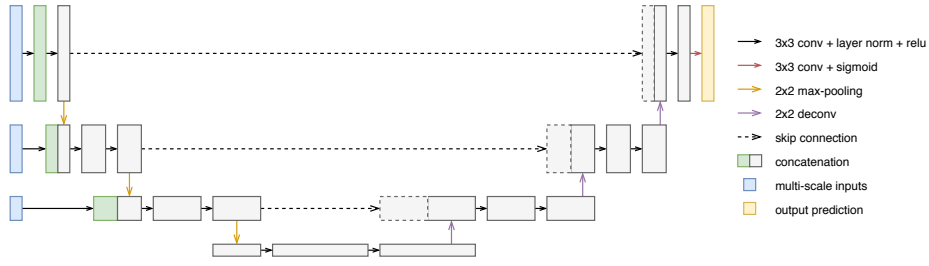 3x3 conv + layer norm + relu
3x3 conv + sigmoid
2x2 max-pooling
2x2 deconv
skip connection
concatenation
multi-scale inputs
output prediction